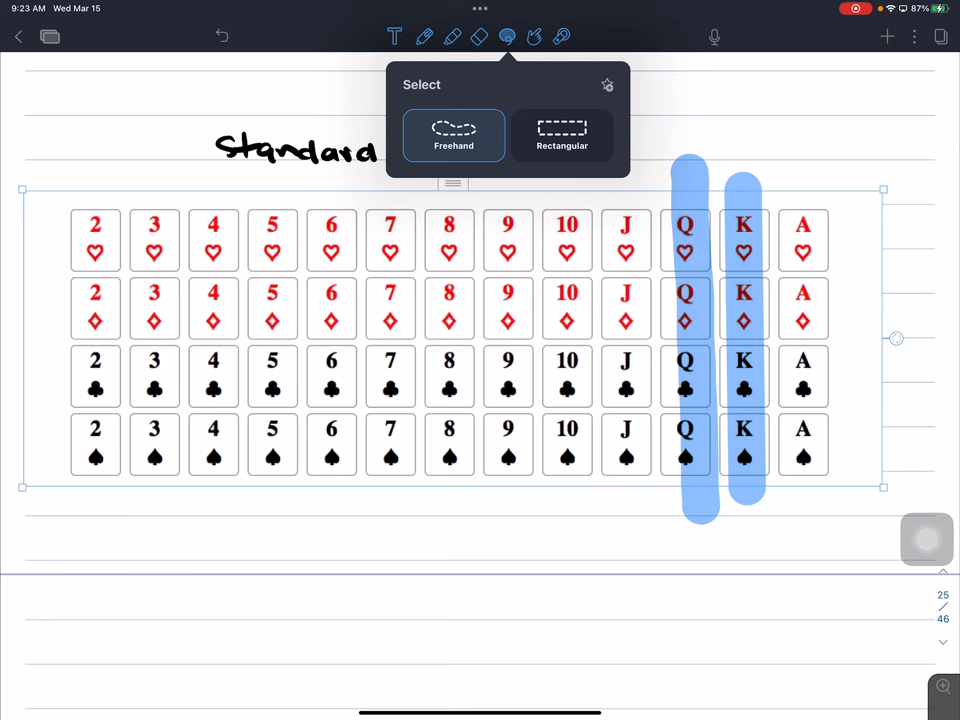 9:23 AM Wed Mar 15
87%
T
Select
Freehand
Rectangular
Standard
2 3 4 5 6 7 8 9 10 J Q K A
2 3 4 5 6 7 8 9 10 J Q K A
2 3 4 5 6 7 8 9 10 J Q K A
2 3 4 5 6 7 8 9 10 J Q K A
25
/
46